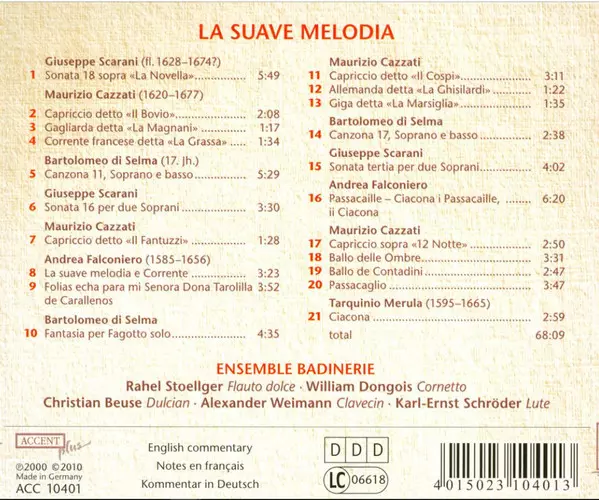 LA SUAVE MELODIA
Giuseppe Scarani (fl. 1628–1674?)
1 Sonata 18 sopra «La Novella» 5:49
Maurizio Cazzati (1620–1677)
2 Capriccio detto «Il Bovio» 2:08
3 Gagliarda detta «La Magnani» 1:17
4 Corrente francese detta «La Grassa» 1:34
Bartolomeo di Selma (17. Jh.)
5 Canzona 11, Soprano e basso 5:29
Giuseppe Scarani
6 Sonata 16 per due Soprani 3:30
Maurizio Cazzati
7 Capriccio detto «Il Fantuzzi» 1:28
Andrea Falconiero (1585–1656)
8 La suave melodia e Corrente 3:23
9 Folias echa para mi Senora Dona Tarolilla 3:52
de Carallenos
Bartolomeo di Selma
10 Fantasia per Fagotto solo 4:35
Maurizio Cazzati
11 Capriccio detto «Il Cospi» 3:11
12 Allemanda detta «La Ghisilardi» 1:22
13 Giga detta «La Marsiglia» 1:35
Bartolomeo di Selma
14 Canzona 17, Soprano e basso 2:38
Giuseppe Scarani
15 Sonata tertia per due Soprani 4:02
Andrea Falconiero
16 Passacaille – Ciacona i Passacaille, 6:20
ii Ciacona
Maurizio Cazzati
17 Capriccio sopra «12 Notte» 2:50
18 Ballo delle Ombre 3:31
19 Ballo de Contadini 2:47
20 Passacaglio 3:47
Tarquinio Merula (1595–1665)
21 Ciacona 2:59
total 68:09
ENSEMBLE BADINERIE
Rahel Stoellger Flauto dolce · William Dongois Cornetto
Christian Beuse Dulcian · Alexander Weimann Clavecin · Karl-Ernst Schröder Lute
ACCENT plus
℗2000 ©2010
Made in Germany
ACC 10401
English commentary
Notes en français
Kommentar in Deutsch
D D D
LC 06618
4 015023 104013